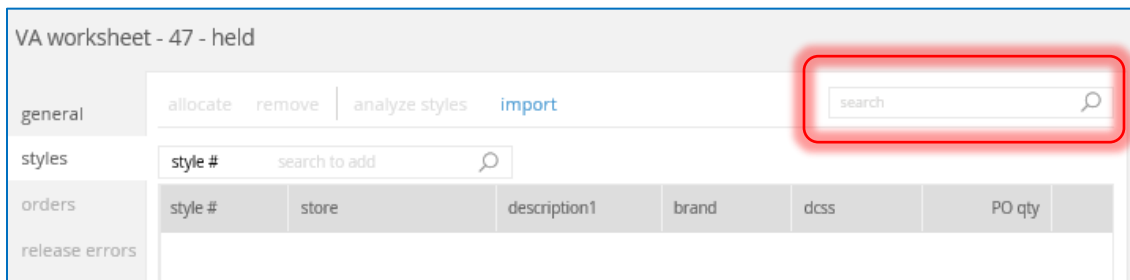 VA worksheet - 47 - held
general
allocate remove analyze styles import search
styles
style # search to add
orders
style # store description1 brand dcss PO qty
release errors